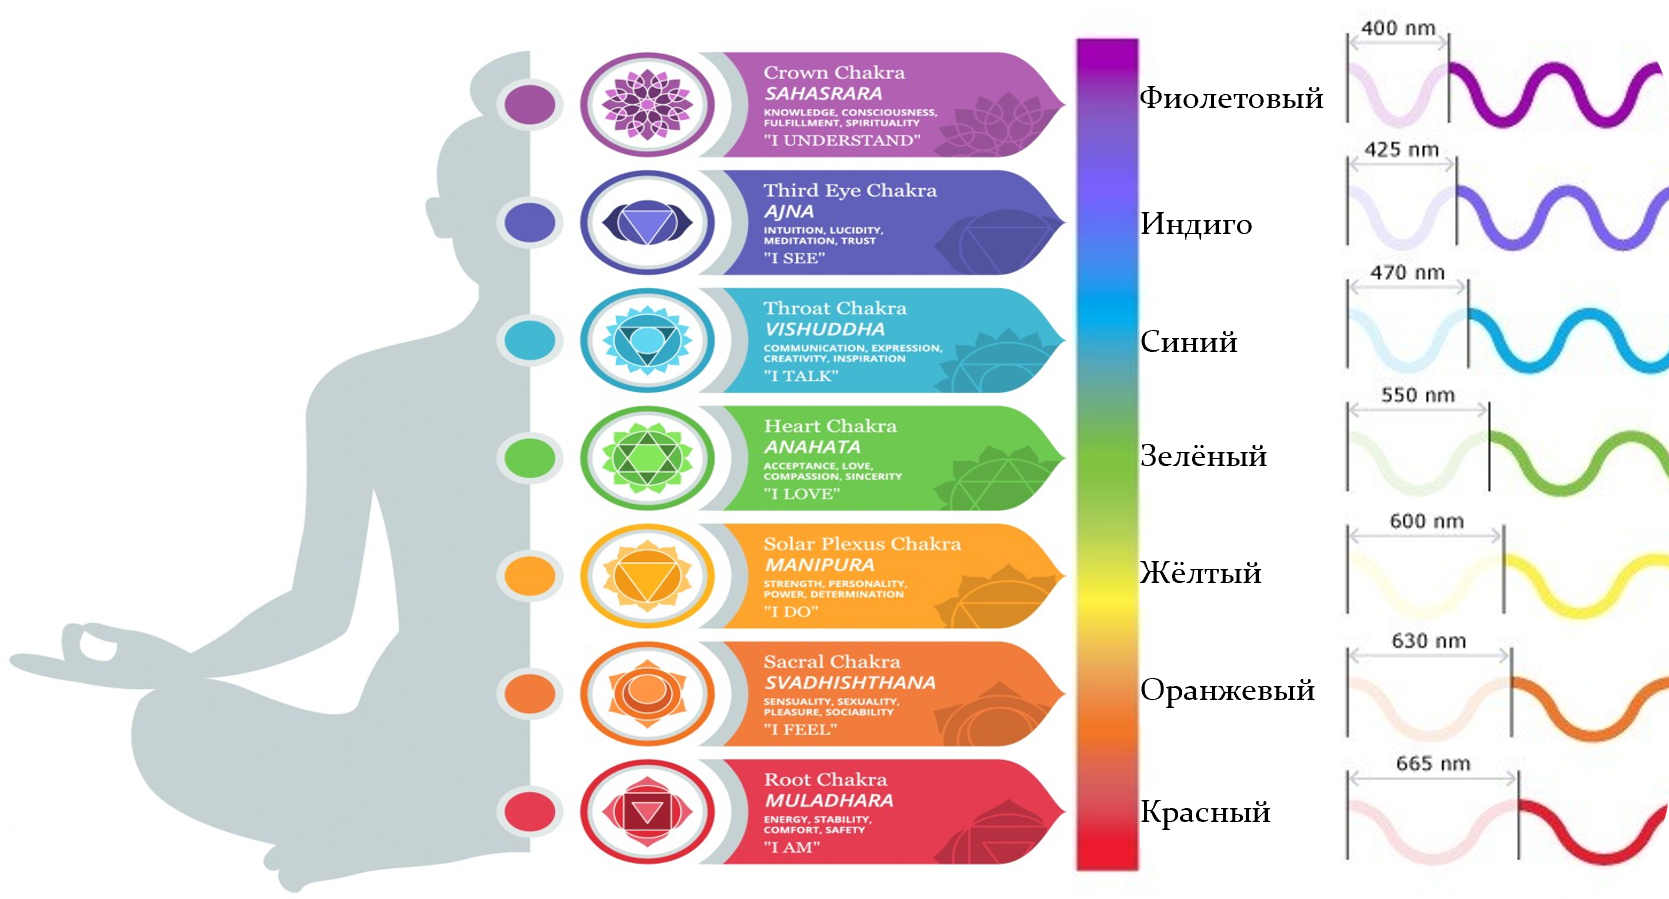 Crown Chakra
SAHASRARA
KNOWLEDGE, CONSCIOUSNESS,
FULFILLMENT, SPIRITUALITY
"I UNDERSTAND"
Фиолетовый
400 nm
Third Eye Chakra
AJNA
INTUITION, LUCIDITY,
MEDITATION, TRUST
"I SEE"
Индиго
425 nm
Throat Chakra
VISHUDDHA
COMMUNICATION, EXPRESSION,
CREATIVITY, INSPIRATION
"I TALK"
Синий
470 nm
Heart Chakra
ANAHATA
ACCEPTANCE, LOVE,
COMPASSION, SINCERITY
"I LOVE"
Зелёный
550 nm
Solar Plexus Chakra
MANIPURA
STRENGTH, PERSONALITY,
POWER, DETERMINATION
"I DO"
Жёлтый
600 nm
Sacral Chakra
SVADHISHTHANA
SENSUALITY, SEXUALITY,
PLEASURE, SOCIABILITY
"I FEEL"
Оранжевый
630 nm
Root Chakra
MULADHARA
ENERGY, STABILITY,
COMFORT, SAFETY
"I AM"
Красный
665 nm